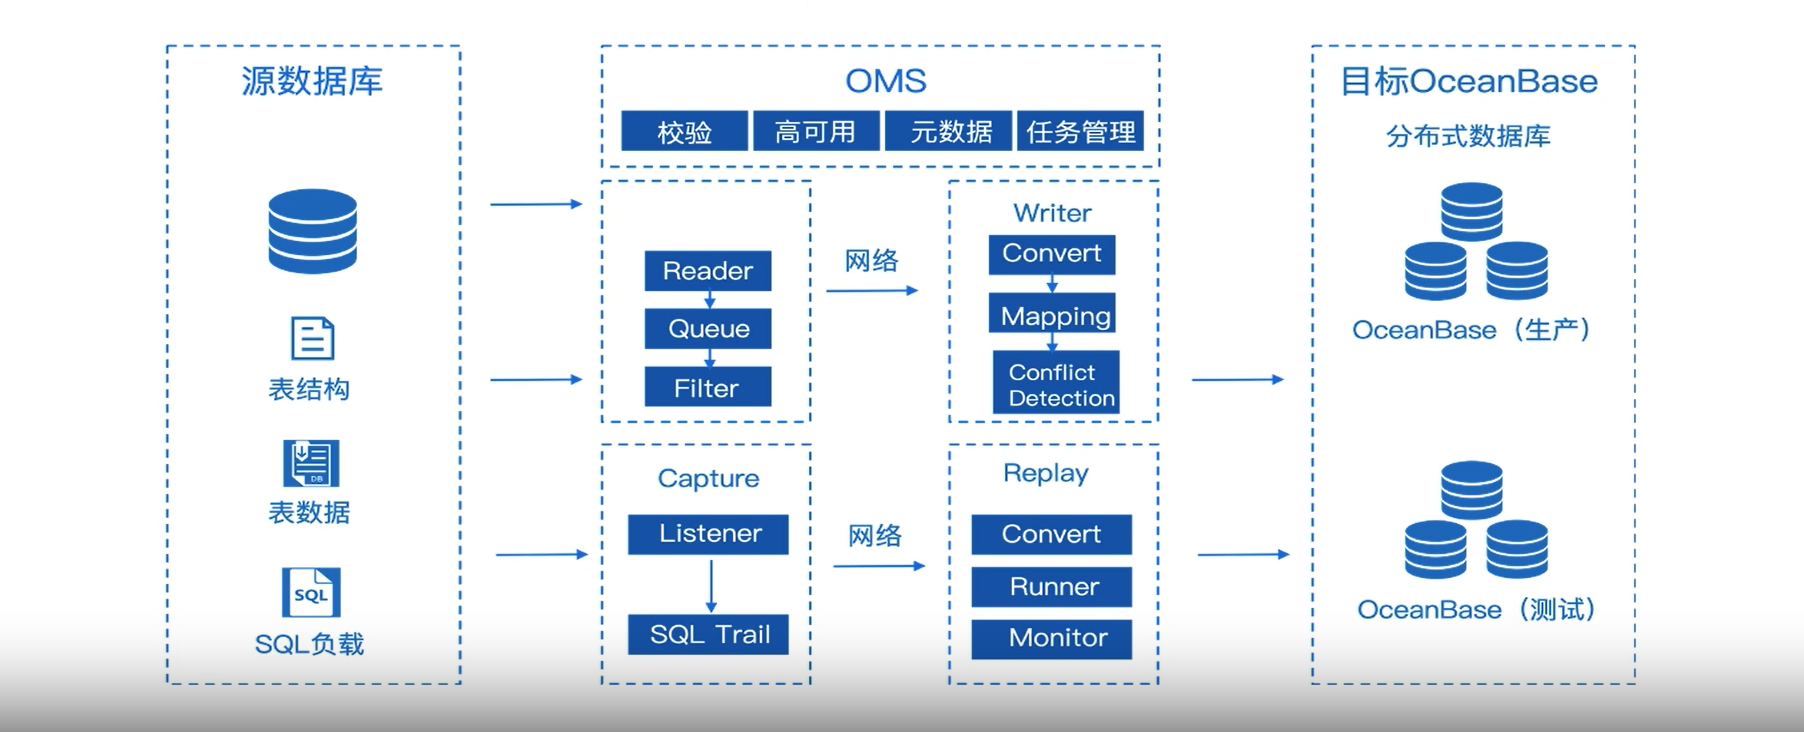 源数据库
表结构
DB
表数据
SQL
SQL负载
OMS
校验
高可用
元数据
任务管理
Reader
Queue
Filter
网络
Writer
Convert
Mapping
Conflict
Detection
Capture
Listener
SQL Trail
网络
Replay
Convert
Runner
Monitor
目标OceanBase
分布式数据库
OceanBase（生产）
OceanBase（测试）